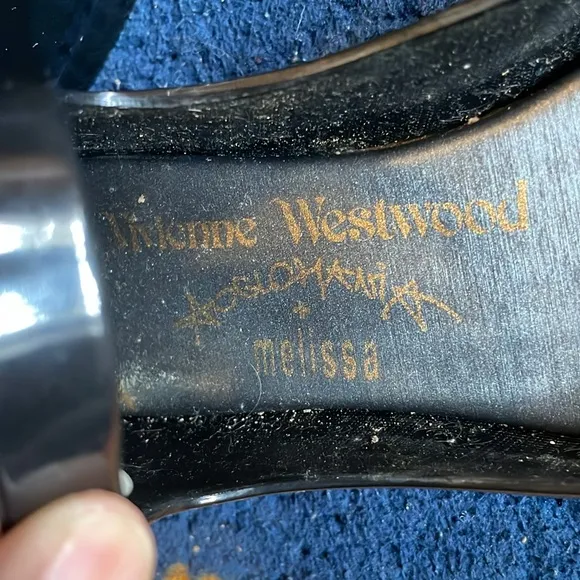 Vivienne Westwood
ANGLOMANIA
+
melissa